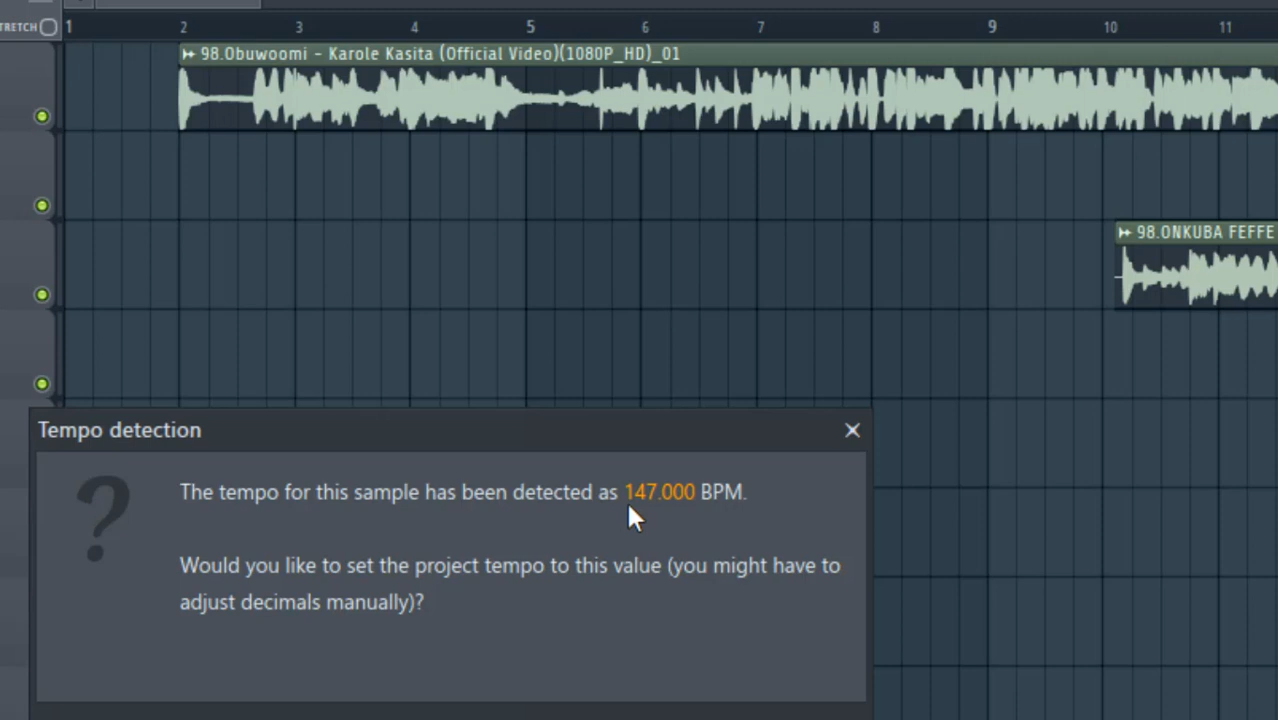 TRETCH
1 2 3 4 5 6 7 8 9 10 11
98.Obuwoomi - Karole Kasita (Official Video)(1080P_HD)_01
98.ONKUBA FEFFE
Tempo detection
The tempo for this sample has been detected as 147.000 BPM.
Would you like to set the project tempo to this value (you might have to
adjust decimals manually)?